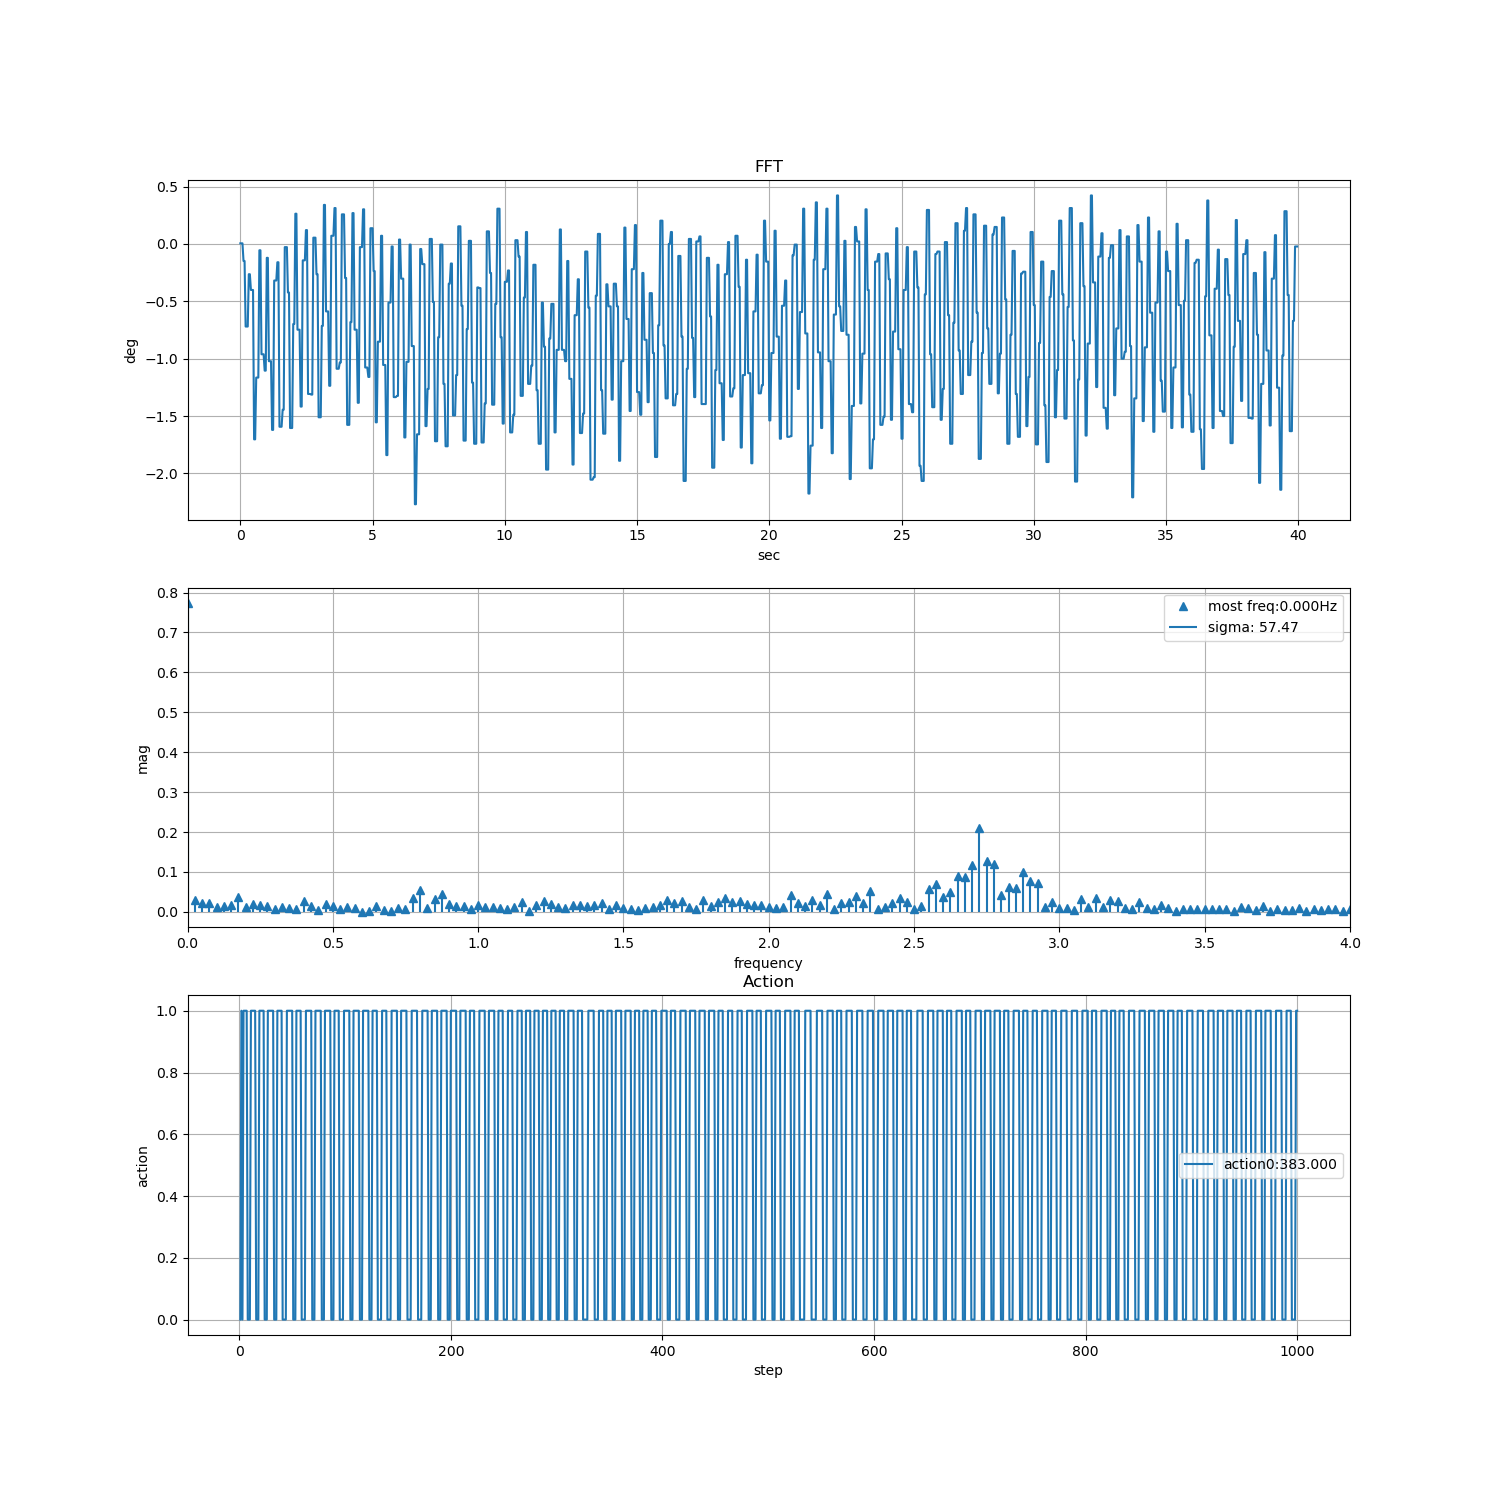 FFT
0.5
0.0
−0.5
−1.0
−1.5
−2.0
deg
0 5 10 15 20 25 30 35 40
sec
0.8
0.7
0.6
0.5
0.4
0.3
0.2
0.1
0.0
mag
most freq:0.000Hz
sigma: 57.47
0.0 0.5 1.0 1.5 2.0 2.5 3.0 3.5 4.0
frequency
Action
1.0
0.8
0.6
0.4
0.2
0.0
action
action0:383.000
0 200 400 600 800 1000
step